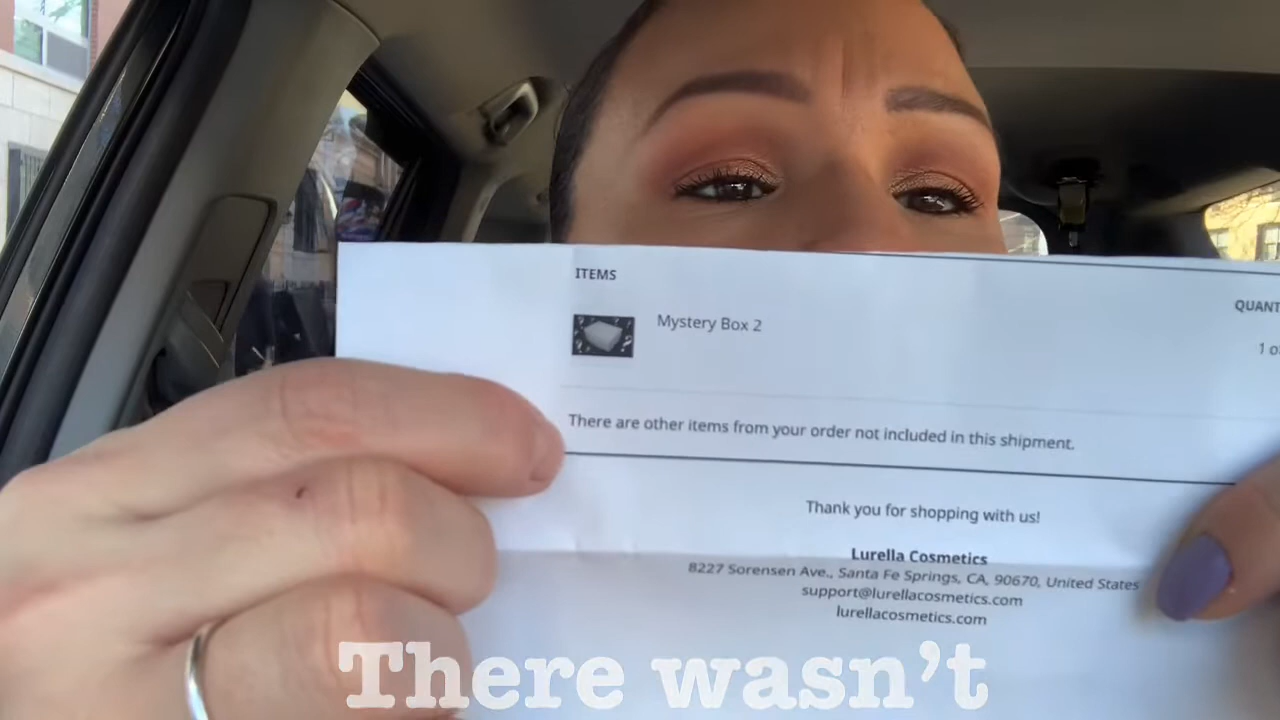 ITEMS
QUANT
Mystery Box 2
1 o
There are other items from your order not included in this shipment.
Thank you for shopping with us!
Lurella Cosmetics
8227 Sorensen Ave., Santa Fe Springs, CA, 90670, United States
support@lurellacosmetics.com
lurellacosmetics.com
There wasn't